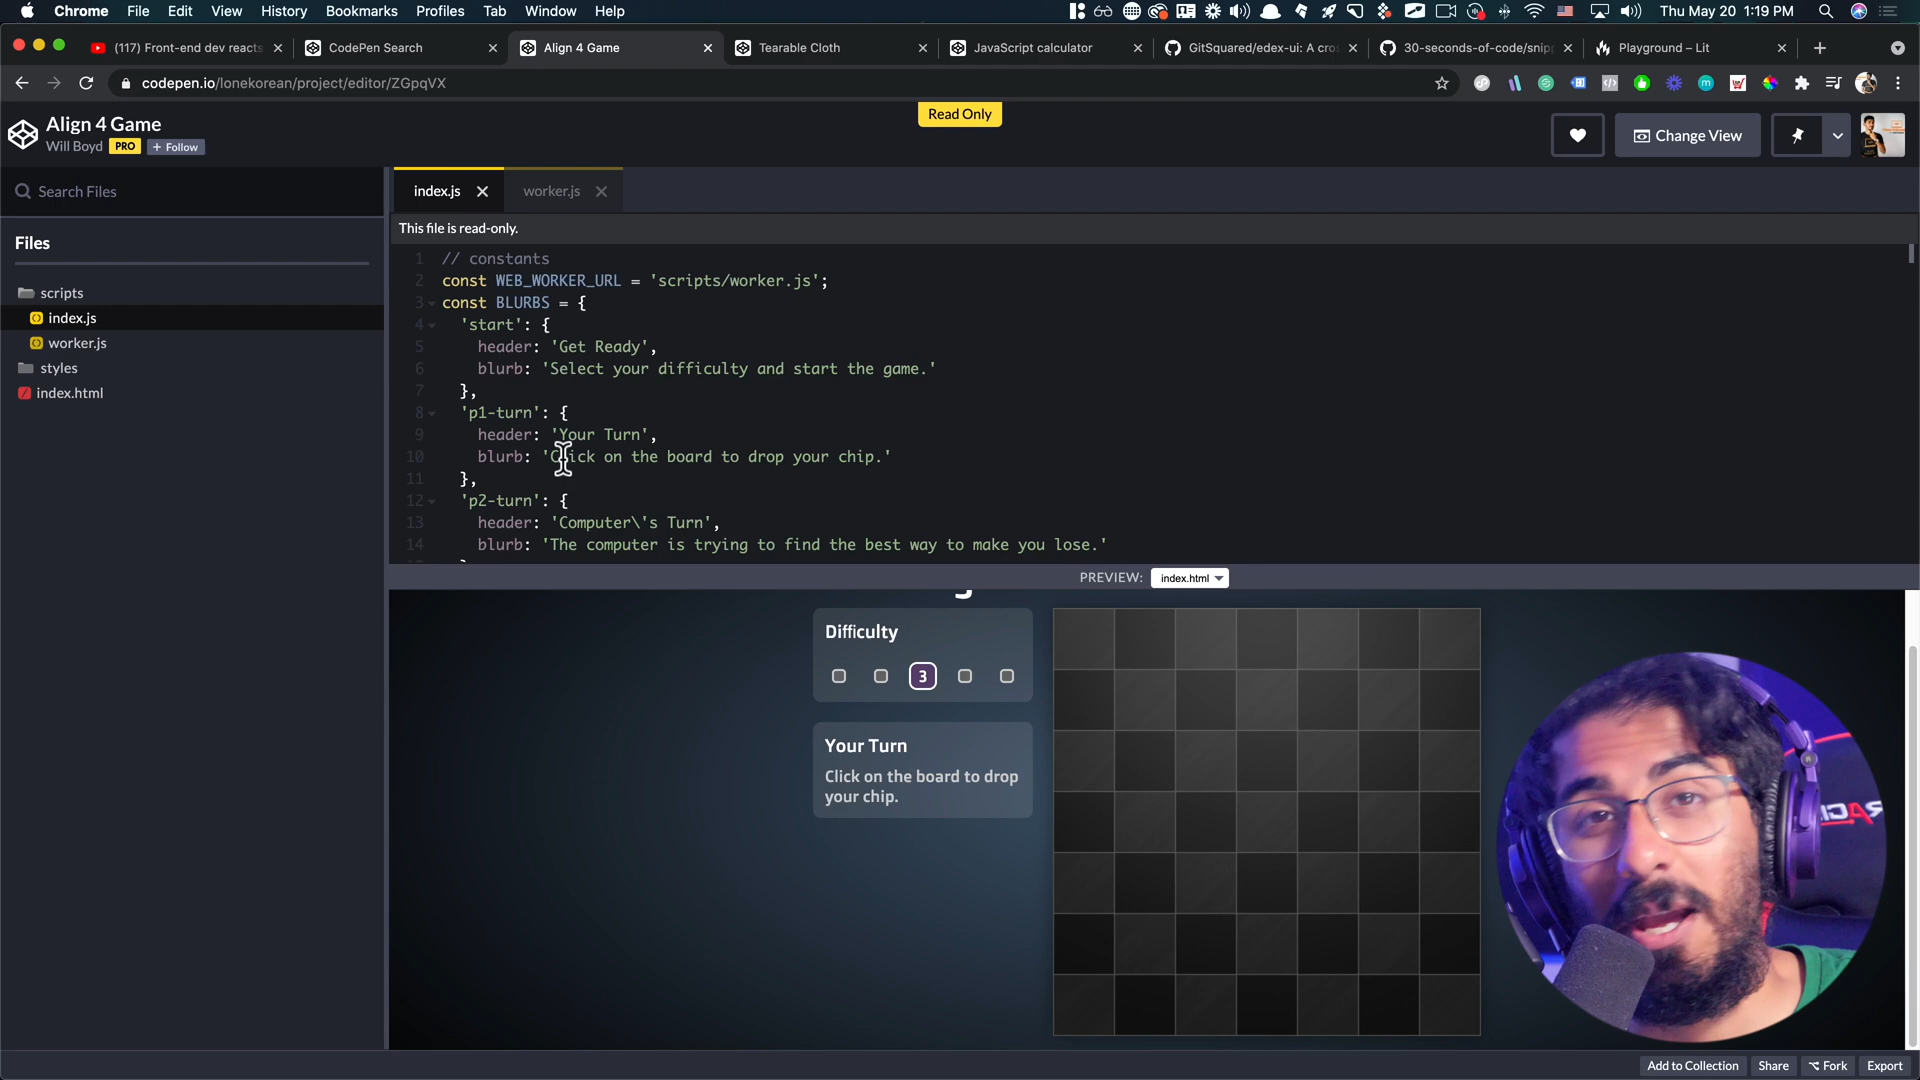 Chrome File Edit View History Bookmarks Profiles Tab Window Help Thu May 20 1:19 PM
(117) Front-end dev reacts CodePen Search Align 4 Game Tearable Cloth JavaScript calculator GitSquared/edex-ui: A cros 30-seconds-of-code/snipp Playground – Lit
codepen.io/lonekorean/project/editor/ZGpqVX
Read Only
Align 4 Game
Will Boyd PRO + Follow
Change View
Search Files
index.js worker.js
This file is read-only.
Files
scripts
index.js
worker.js
styles
index.html
1 // constants
2 const WEB_WORKER_URL = 'scripts/worker.js';
3 const BLURBS = {
4 'start': {
5 header: 'Get Ready',
6 blurb: 'Select your difficulty and start the game.'
7 },
8 'p1-turn': {
9 header: 'Your Turn',
10 blurb: 'Click on the board to drop your chip.'
11 },
12 'p2-turn': {
13 header: 'Computer\'s Turn',
14 blurb: 'The computer is trying to find the best way to make you lose.'
PREVIEW: index.html
Difficulty
3
Your Turn
Click on the board to drop
your chip.
Add to Collection Share Fork Export